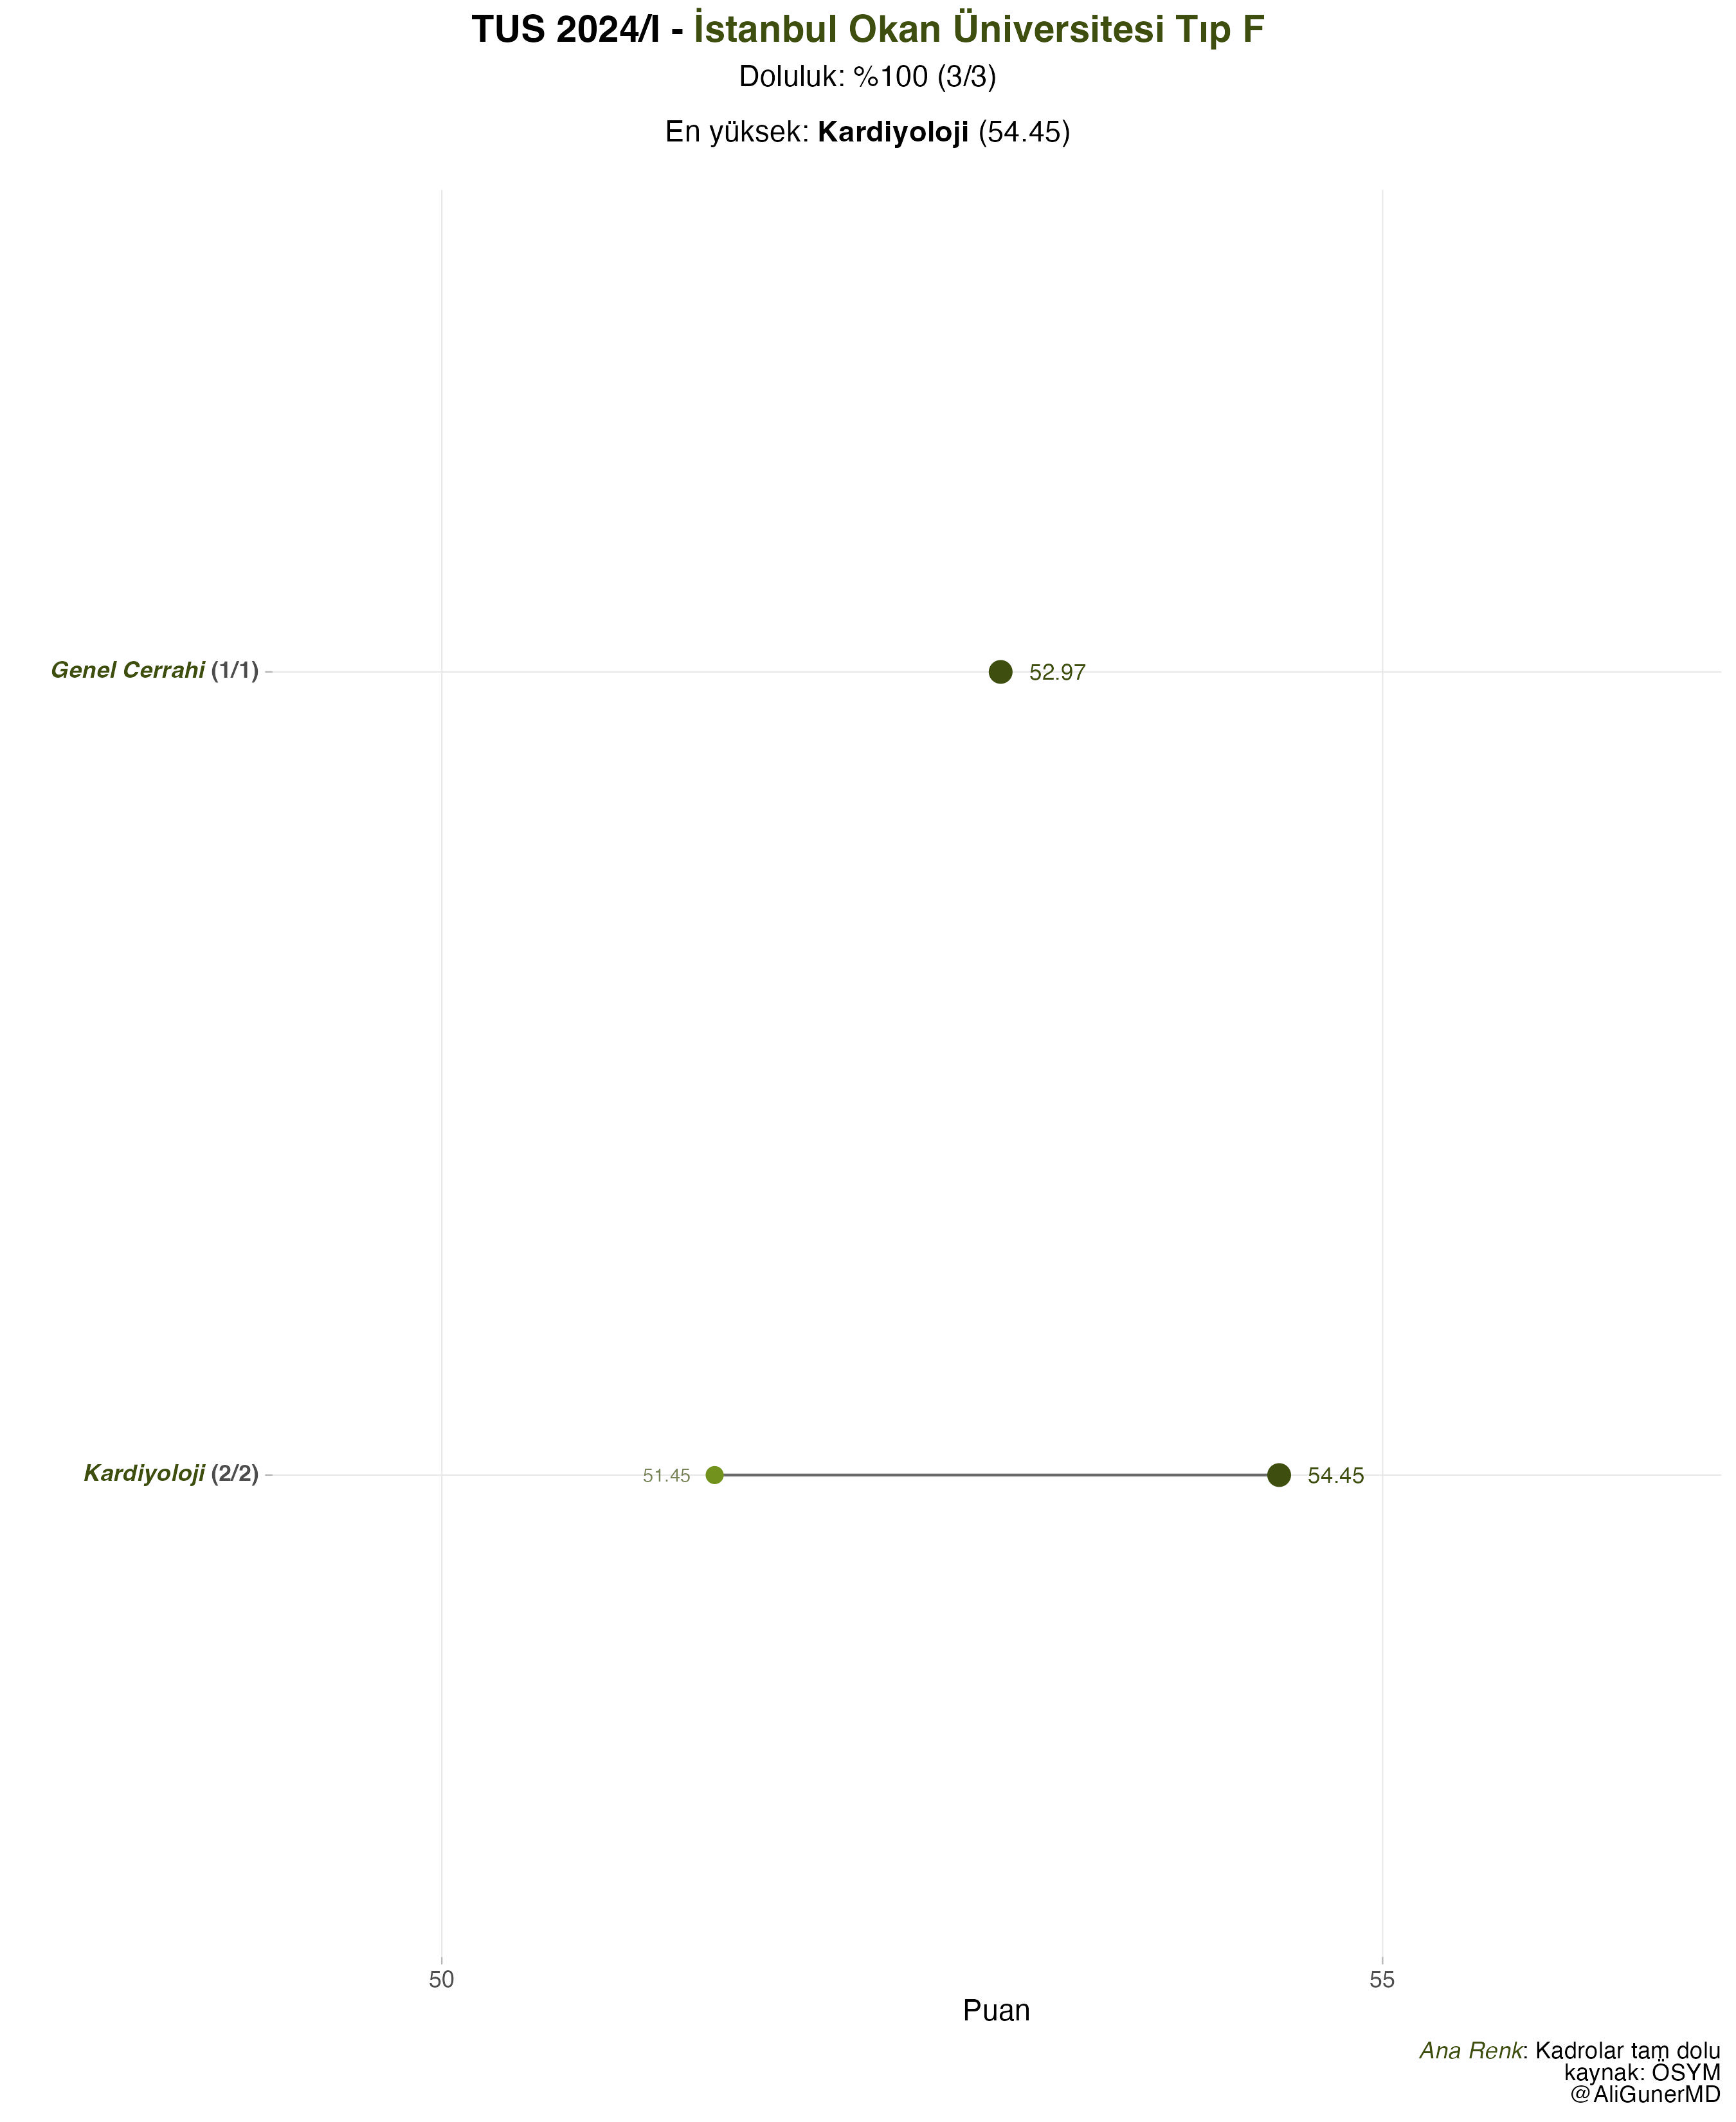 TUS 2024/I - İstanbul Okan Üniversitesi Tıp F
Doluluk: %100 (3/3)
En yüksek: Kardiyoloji (54.45)
Genel Cerrahi (1/1)
52.97
Kardiyoloji (2/2)
51.45
54.45
50
55
Puan
Ana Renk: Kadrolar tam dolu
kaynak: ÖSYM
@AliGunerMD